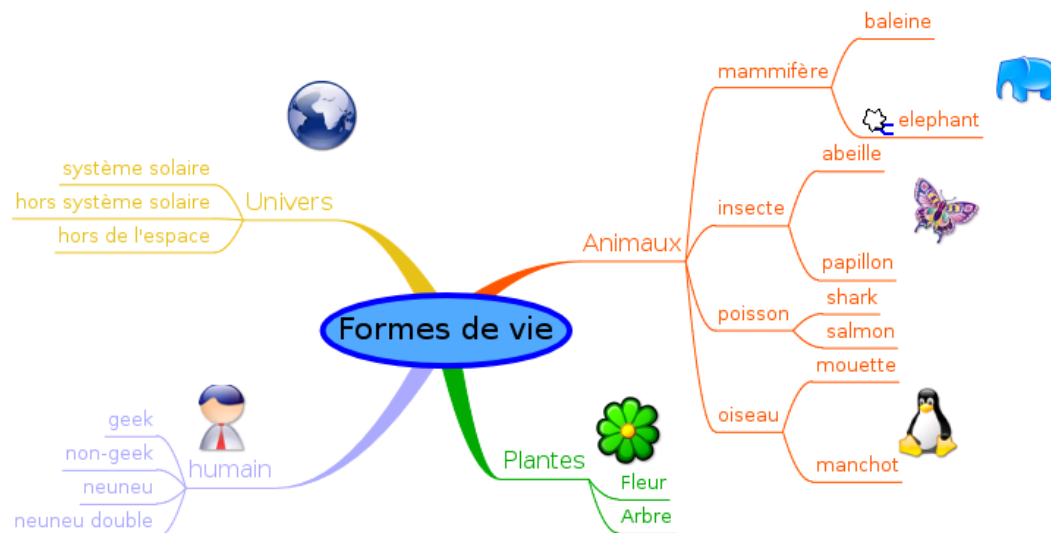 Formes de vie
Univers
système solaire
hors système solaire
hors de l'espace
humain
geek
non-geek
neuneu
neuneu double
Animaux
mammifère
baleine
elephant
insecte
abeille
papillon
poisson
shark
salmon
oiseau
mouette
manchot
Plantes
Fleur
Arbre